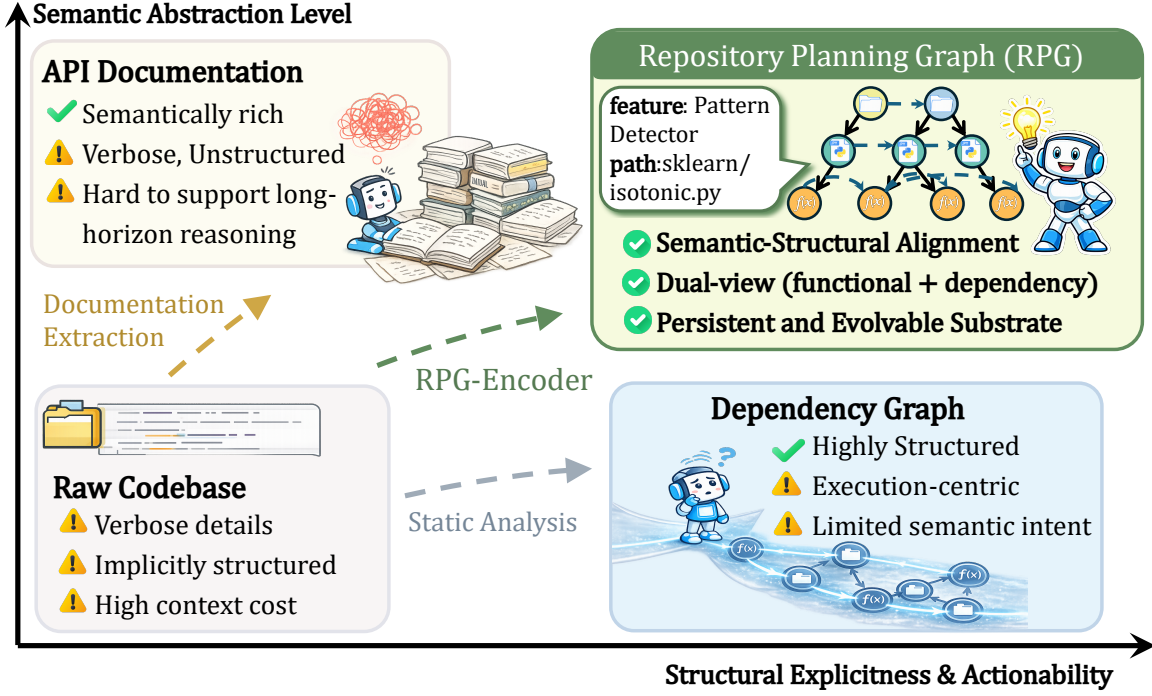 Semantic Abstraction Level
API Documentation
Semantically rich
Verbose, Unstructured
Hard to support long-
horizon reasoning
Repository Planning Graph (RPG)
feature: Pattern
Detector
path:sklearn/
isotonic.py
f(x)
f(x)
f(x)
f(x)
Semantic-Structural Alignment
Dual-view (functional + dependency)
Persistent and Evolvable Substrate
Documentation
Extraction
RPG-Encoder
Static Analysis
Raw Codebase
Verbose details
Implicitly structured
High context cost
Dependency Graph
Highly Structured
Execution-centric
Limited semantic intent
?
f(x)
f(x)
f(x)
Structural Explicitness & Actionability